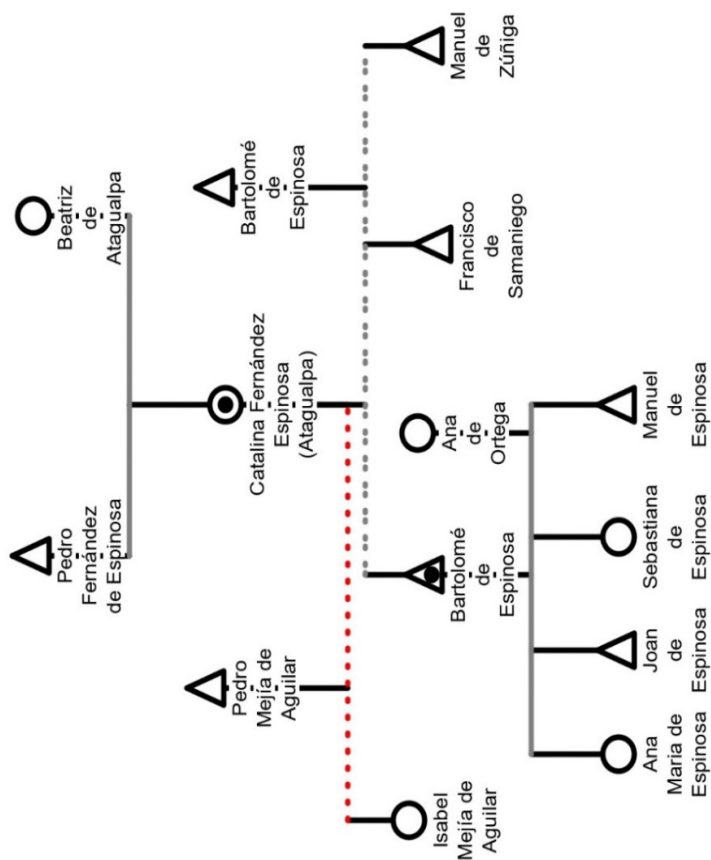 Pedro
Fernández
de Espinosa
Beatriz
de
Atagualpa
Pedro
Mejía de
Aguilar
Catalina Fernández
Espinosa
(Atagualpa)
Bartolomé
de
Espinosa
Isabel
Mejía de
Aguilar
Bartolomé
de
Espinosa
Ana
de
Ortega
Francisco
de
Samaniego
Manuel
de
Zúñiga
Ana
Maria de
Espinosa
Joan
de
Espinosa
Sebastiana
de
Espinosa
Manuel
de
Espinosa